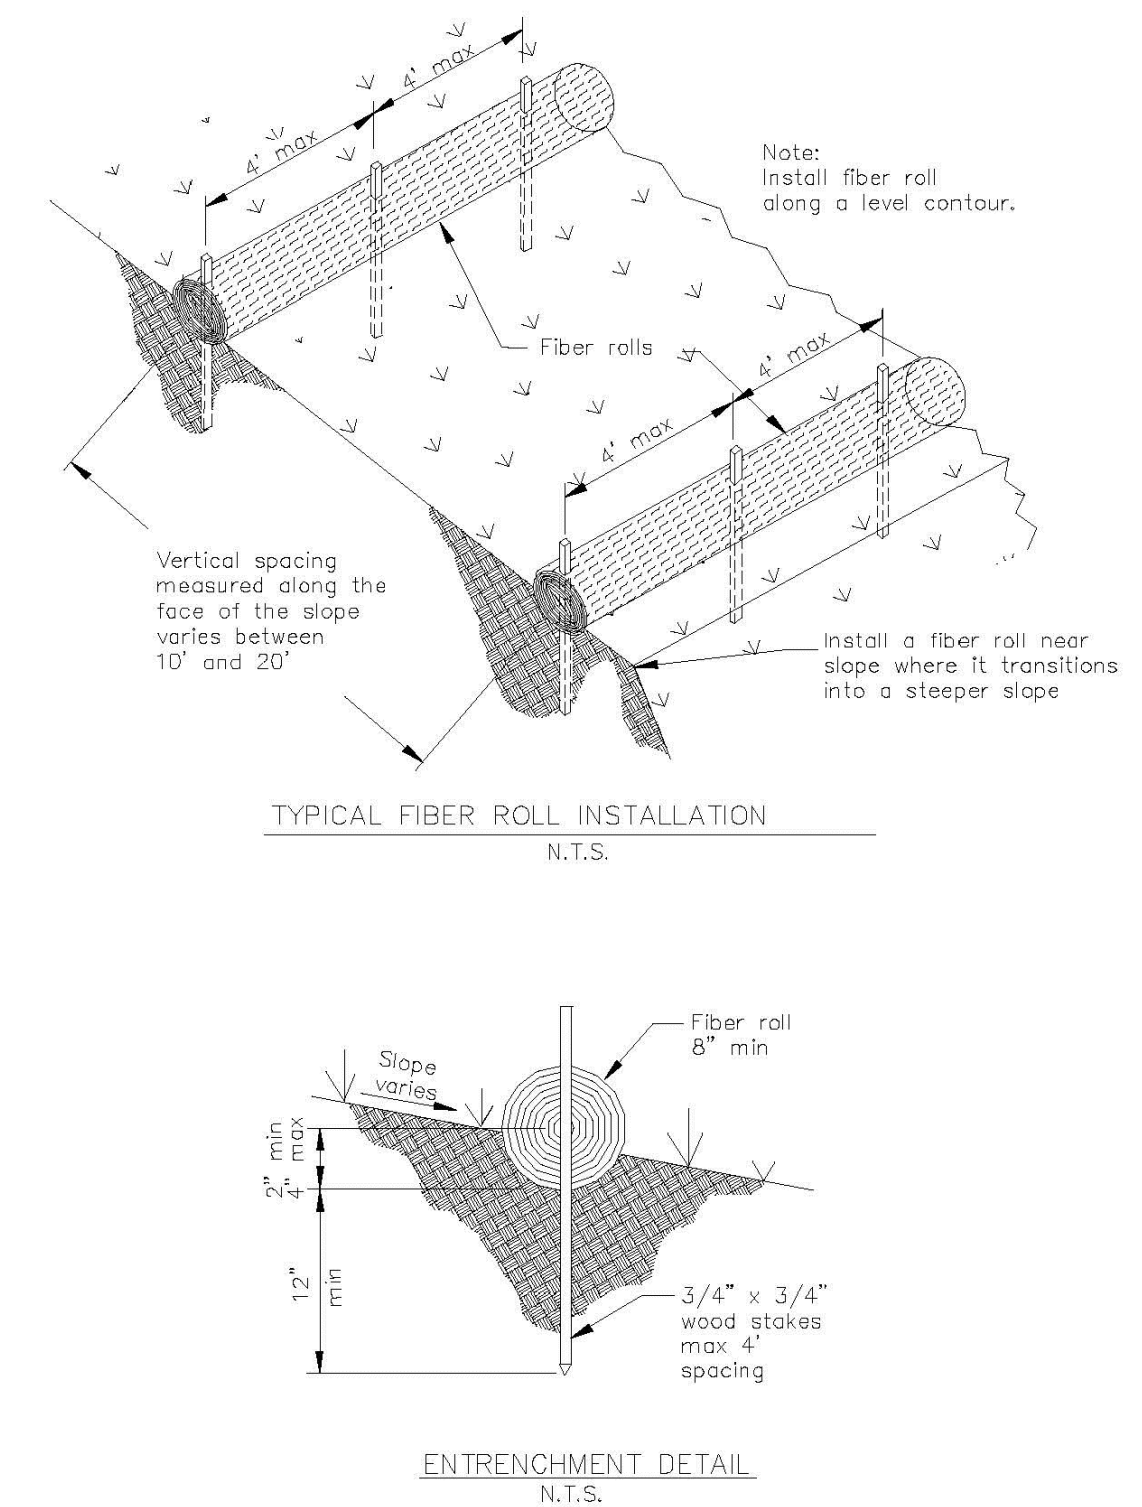 4' max
4' max
Note:
Install fiber roll
along a level contour.
Fiber rolls
4' max
4' max
Vertical spacing
measured along the
face of the slope
varies between
10' and 20'
Install a fiber roll near
slope where it transitions
into a steeper slope
TYPICAL FIBER ROLL INSTALLATION
N.T.S.
Fiber roll
8" min
Slope
varies
2" min
4" max
12"
min
3/4" x 3/4"
wood stakes
max 4'
spacing
ENTRENCHMENT DETAIL
N.T.S.